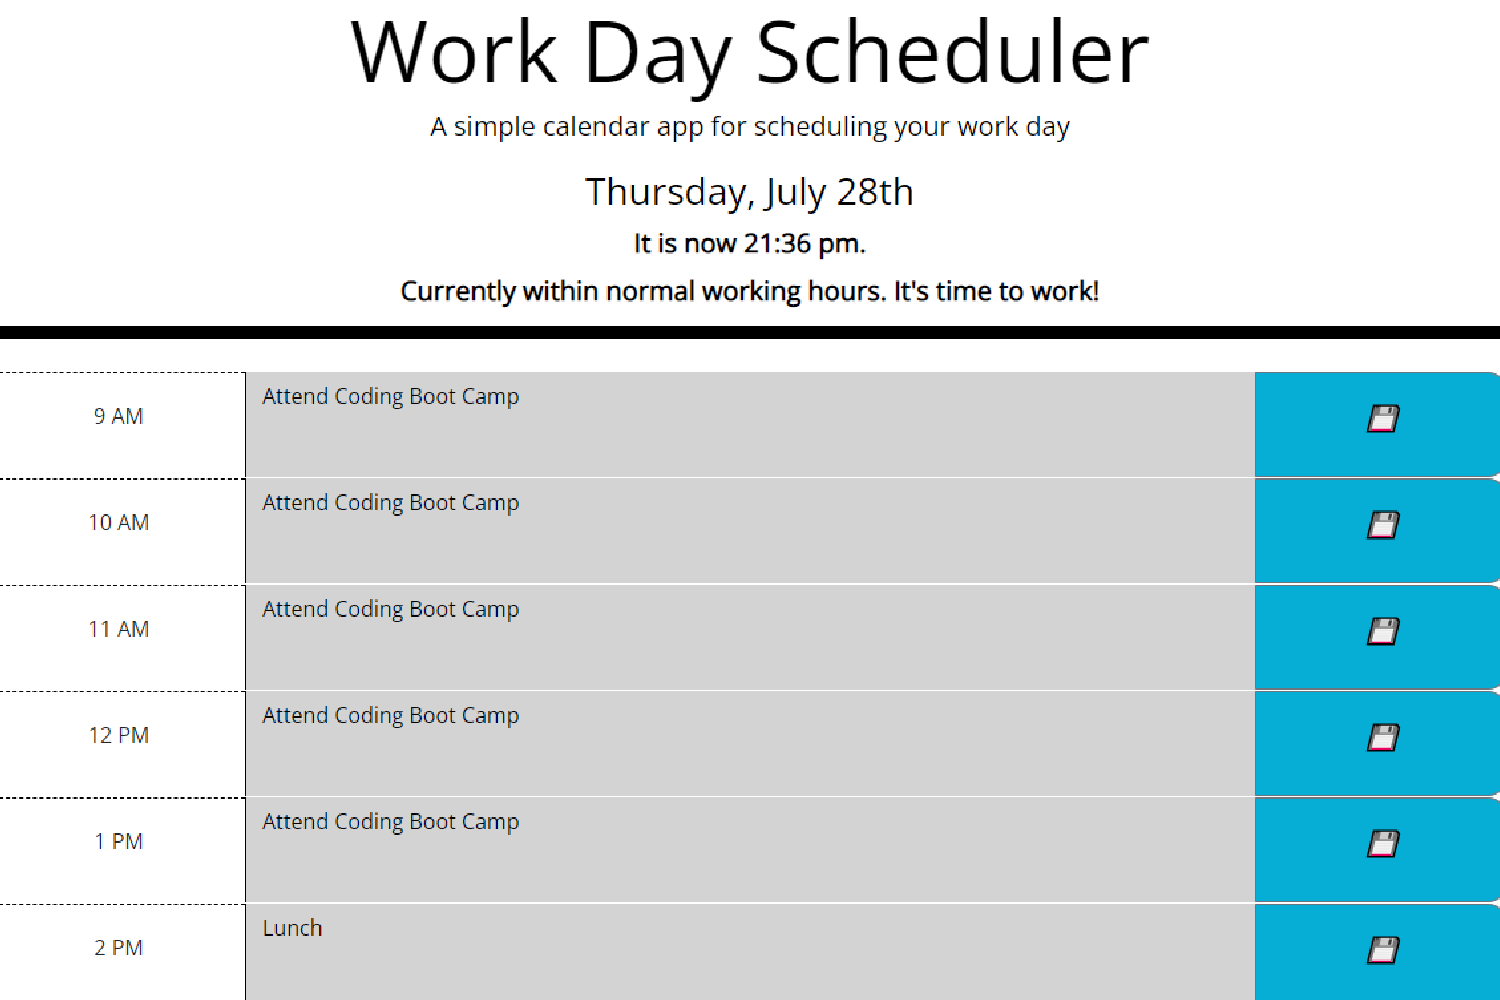 Work Day Scheduler
A simple calendar app for scheduling your work day
Thursday, July 28th
It is now 21:36 pm.
Currently within normal working hours. It's time to work!
9 AM
Attend Coding Boot Camp
10 AM
Attend Coding Boot Camp
11 AM
Attend Coding Boot Camp
12 PM
Attend Coding Boot Camp
1 PM
Attend Coding Boot Camp
2 PM
Lunch